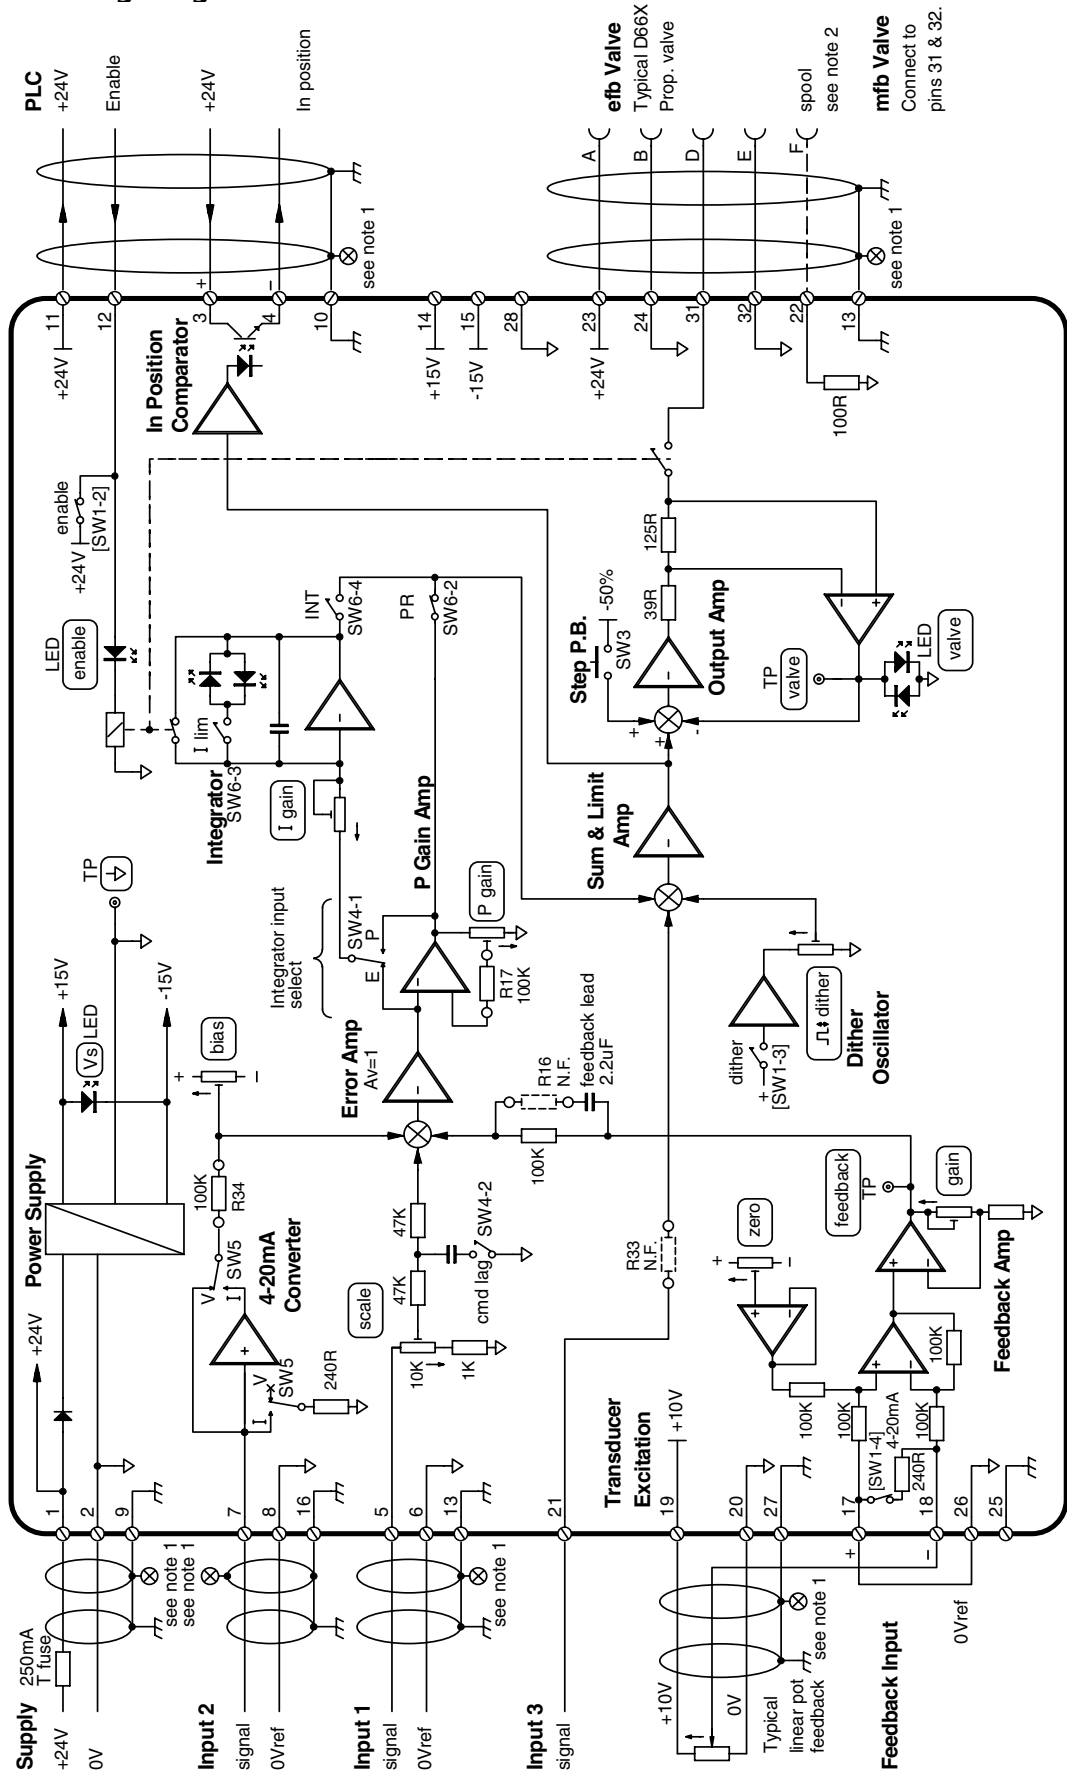 PLC
+24V
Enable
+24V
In position
see note 1
efb Valve
Typical D66X
Prop. valve
A
B
D
E
F
spool
see note 2
mfb Valve
Connect to
pins 31 & 32.
see note 1
11
12
3
+
4
–
10
14
15
28
23
24
31
32
22
13
+24V
+15V
-15V
+24V
100R
In Position
Comparator
enable
+24V
[SW1-2]
LED
enable
I lim
Integrator
SW6-3
I gain
INT
SW6-4
PR
SW6-2
P Gain Amp
P gain
R17
100K
SW4-1
E
P
Integrator input
select
Step P.B.
-50%
SW3
39R
125R
Output Amp
TP
valve
LED
valve
+
+
-
–
+
Sum & Limit
Amp
–
TP
+15V
Vs
LED
-15V
Power Supply
+24V
bias
+
–
100K
R34
SW5
V
I
4-20mA
Converter
+
V
SW5
I
240R
Error Amp
Av=1
–
–
–
R16
N.F.
feedback lead
2.2uF
100K
47K
47K
SW4-2
cmd lag
scale
10K
1K
dither
+
[SW1-3]
dither
Dither
Oscillator
R33
N.F.
zero
+
–
+
–
feedback
TP
gain
+
–
Feedback Amp
+
–
100K
100K
100K
100K
[SW1-4]
4-20mA
240R
Transducer
Excitation
+10V
1
2
9
7
8
16
5
6
13
21
19
20
27
17
18
26
25
Supply
+24V
0V
250mA
T fuse
see note 1
see note 1
Input 2
signal
0Vref
Input 1
signal
0Vref
see note 1
Input 3
signal
+10V
0V
Typical
linear pot
feedback
see note 1
Feedback Input
+
–
0Vref